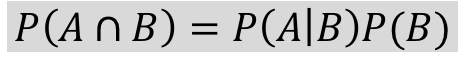 P(A ∩ B) = P(A|B)P(B)